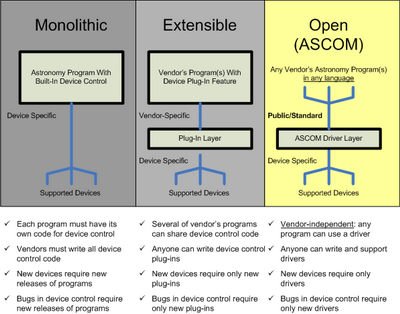 Monolithic
Astronomy Program With
Built-In Device Control
Device Specific
Supported Devices
✓ Each program must have its
own code for device control
✓ Vendors must write all device
control code
✓ New devices require new
releases of programs
✓ Bugs in device control require
new releases of programs
Extensible
Vendor's Program(s) With
Device Plug-In Feature
Vendor-Specific
Plug-In Layer
Device Specific
Supported Devices
✓ Several of vendor's programs
can share device control code
✓ Anyone can write device control
plug-ins
✓ New devices require only new
plug-ins
✓ Bugs in device control require
only new plug-ins
Open
(ASCOM)
Any Vendor's Astronomy Program(s)
in any language
Public/Standard
ASCOM Driver Layer
Device Specific
Supported Devices
✓ Vendor-independent: any
program can use a driver
✓ Anyone can write and support
drivers
✓ New devices require only
drivers
✓ Bugs in device control require
only new drivers